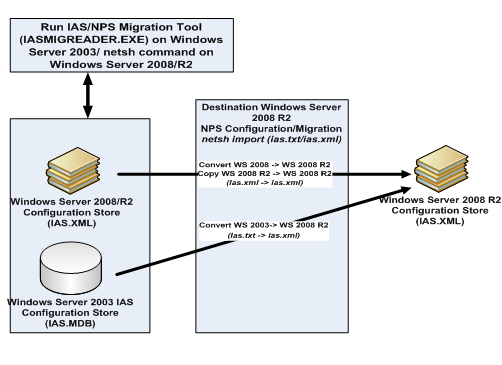 Run IAS/NPS Migration Tool
(IASMIGREADER.EXE) on Windows
Server 2003/ netsh command on
Windows Server 2008/R2
Destination Windows Server
2008 R2
NPS Configuration/Migration
netsh import (ias.txt/ias.xml)
Convert WS 2008 -> WS 2008 R2
Copy WS 2008 R2 -> WS 2008 R2
(Ias.xml -> Ias.xml)
Windows Server 2008/R2
Configuration Store
(IAS.XML)
Windows Server 2008 R2
Configuration Store
(IAS.XML)
Convert WS 2003-> WS 2008 R2
(Ias.txt -> Ias.xml)
Windows Server 2003 IAS
Configuration Store
(IAS.MDB)